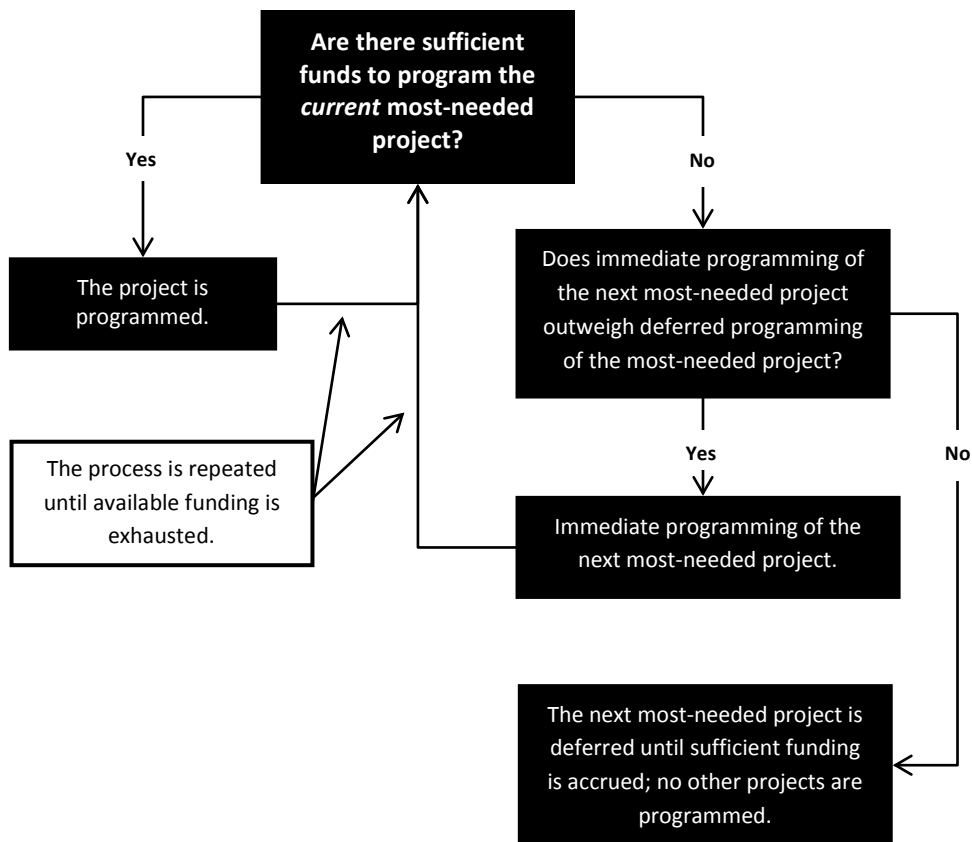 Are there sufficient
funds to program the
current most-needed
project?
Yes
No
The project is
programmed.
Does immediate programming of
the next most-needed project
outweigh deferred programming
of the most-needed project?
Yes
No
The process is repeated
until available funding is
exhausted.
Immediate programming of the
next most-needed project.
The next most-needed project is
deferred until sufficient funding
is accrued; no other projects are
programmed.